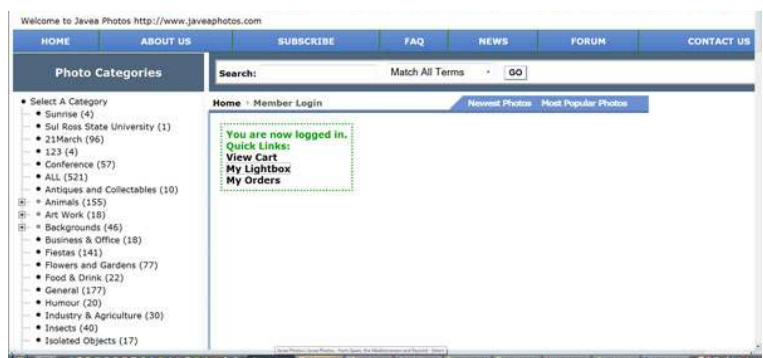 Welcome to Javea Photos http://www.javeaphotos.com
HOME ABOUT US SUBSCRIBE FAQ NEWS FORUM CONTACT US
Photo Categories
Search: Match All Terms GO
Home Member Login Newest Photos Most Popular Photos
You are now logged in.
Quick Links:
View Cart
My Lightbox
My Orders
Select A Category
Sunrise (4)
Sul Ross State University (1)
21March (96)
123 (4)
Conference (57)
ALL (521)
Antiques and Collectables (10)
Animals (155)
Art Work (18)
Backgrounds (46)
Business & Office (18)
Fiestas (141)
Flowers and Gardens (77)
Food & Drink (22)
General (177)
Humour (20)
Industry & Agriculture (30)
Insects (40)
Isolated Objects (17)